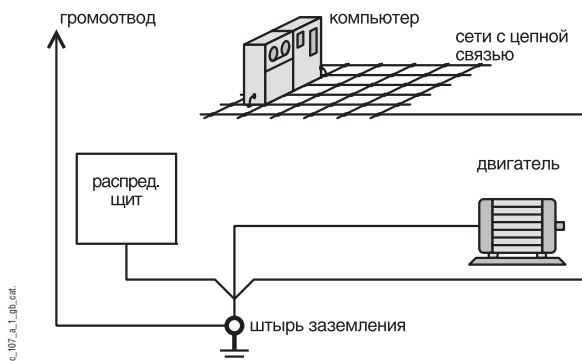 громоотвод
компьютер
сети с цепной
связью
распред.
щит
двигатель
штырь заземления
c_107_a_1_gb_cat.